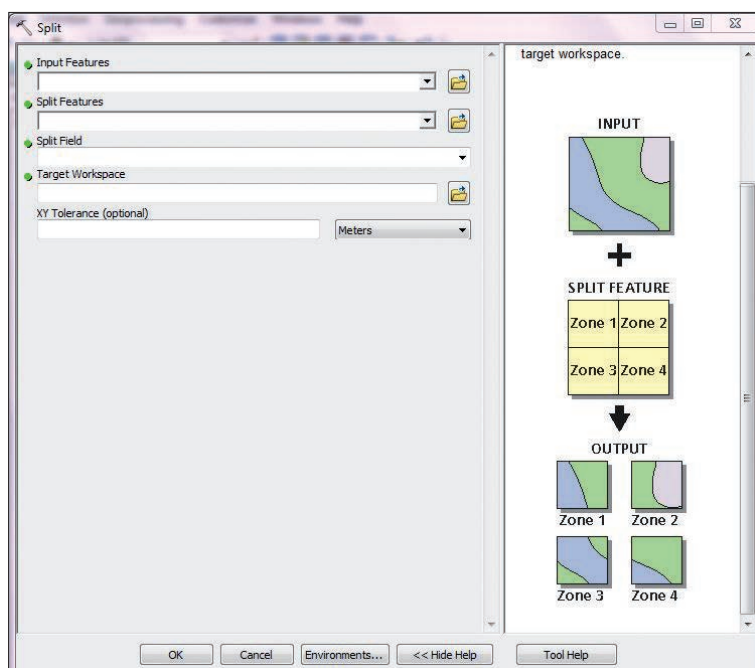 Split
Input Features
Split Features
Split Field
Target Workspace
XY Tolerance (optional)
Meters
OK
Cancel
Environments...
<< Hide Help
Tool Help
target workspace.
INPUT
SPLIT FEATURE
Zone 1 Zone 2
Zone 3 Zone 4
OUTPUT
Zone 1
Zone 2
Zone 3
Zone 4